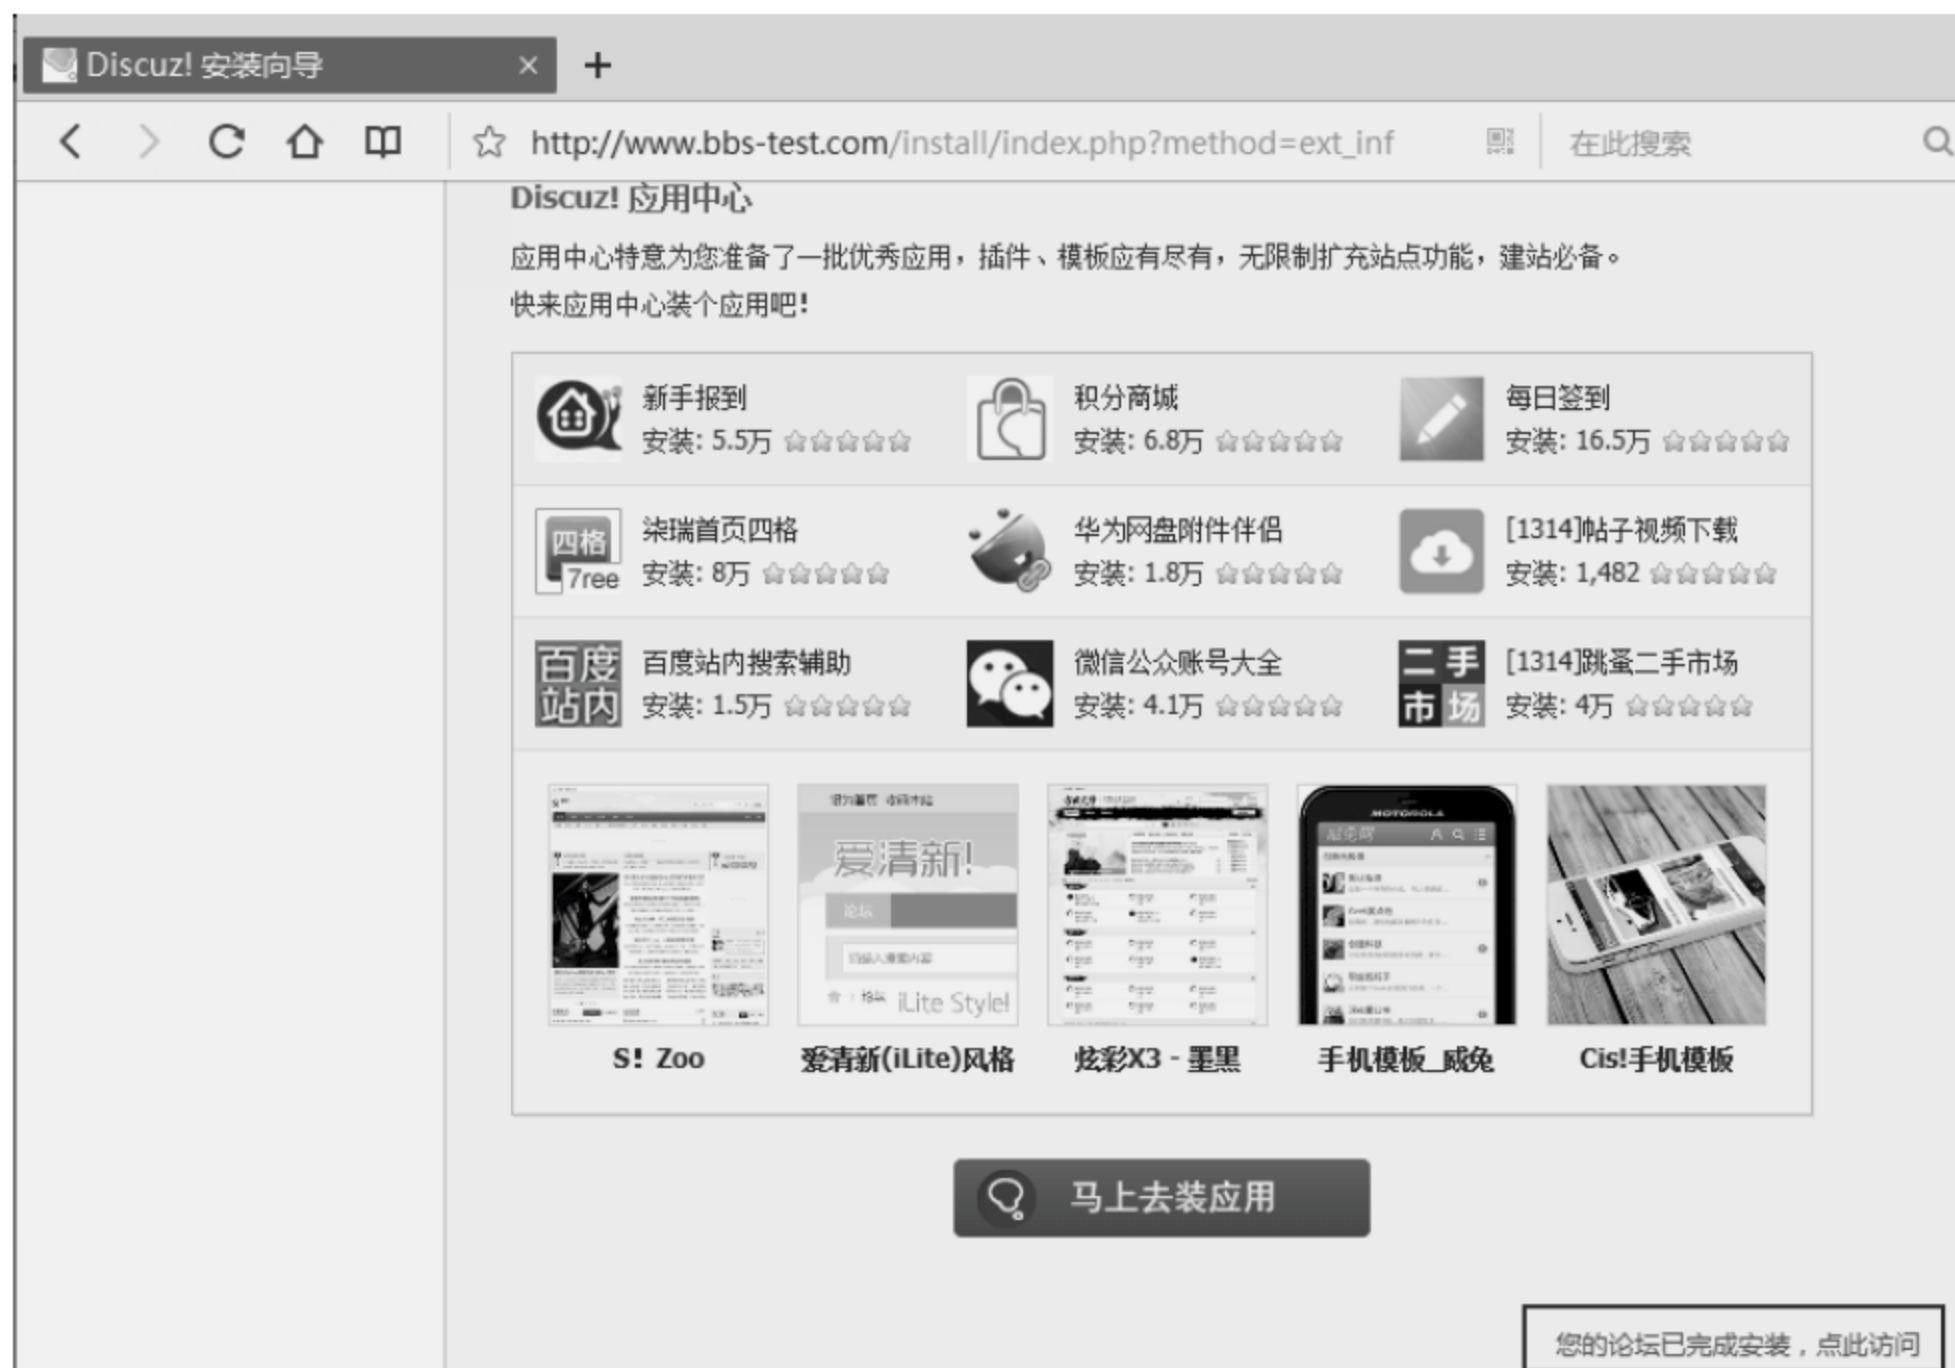 Discuz! 安装向导
http://www.bbs-test.com/install/index.php?method=ext_inf
在此搜索
Discuz! 应用中心
应用中心特意为您准备了一批优秀应用，插件、模板应有尽有，无限制扩充站点功能，建站必备。
快来应用中心装个应用吧！
新手报到
安装: 5.5万
积分商城
安装: 6.8万
每日签到
安装: 16.5万
四格
7ree
柒瑞首页四格
安装: 8万
华为网盘附件伴侣
安装: 1.8万
[1314]帖子视频下载
安装: 1,482
百度
站内
百度站内搜索辅助
安装: 1.5万
微信公众账号大全
安装: 4.1万
二手
市场
[1314]跳蚤二手市场
安装: 4万
爱清新!
论坛
请输入搜索内容
论坛
iLite Style!
MOTOROLA
S！Zoo
爱清新(iLite)风格
炫彩X3 - 墨黑
手机模板_威兔
Cis!手机模板
马上去装应用
您的论坛已完成安装，点此访问